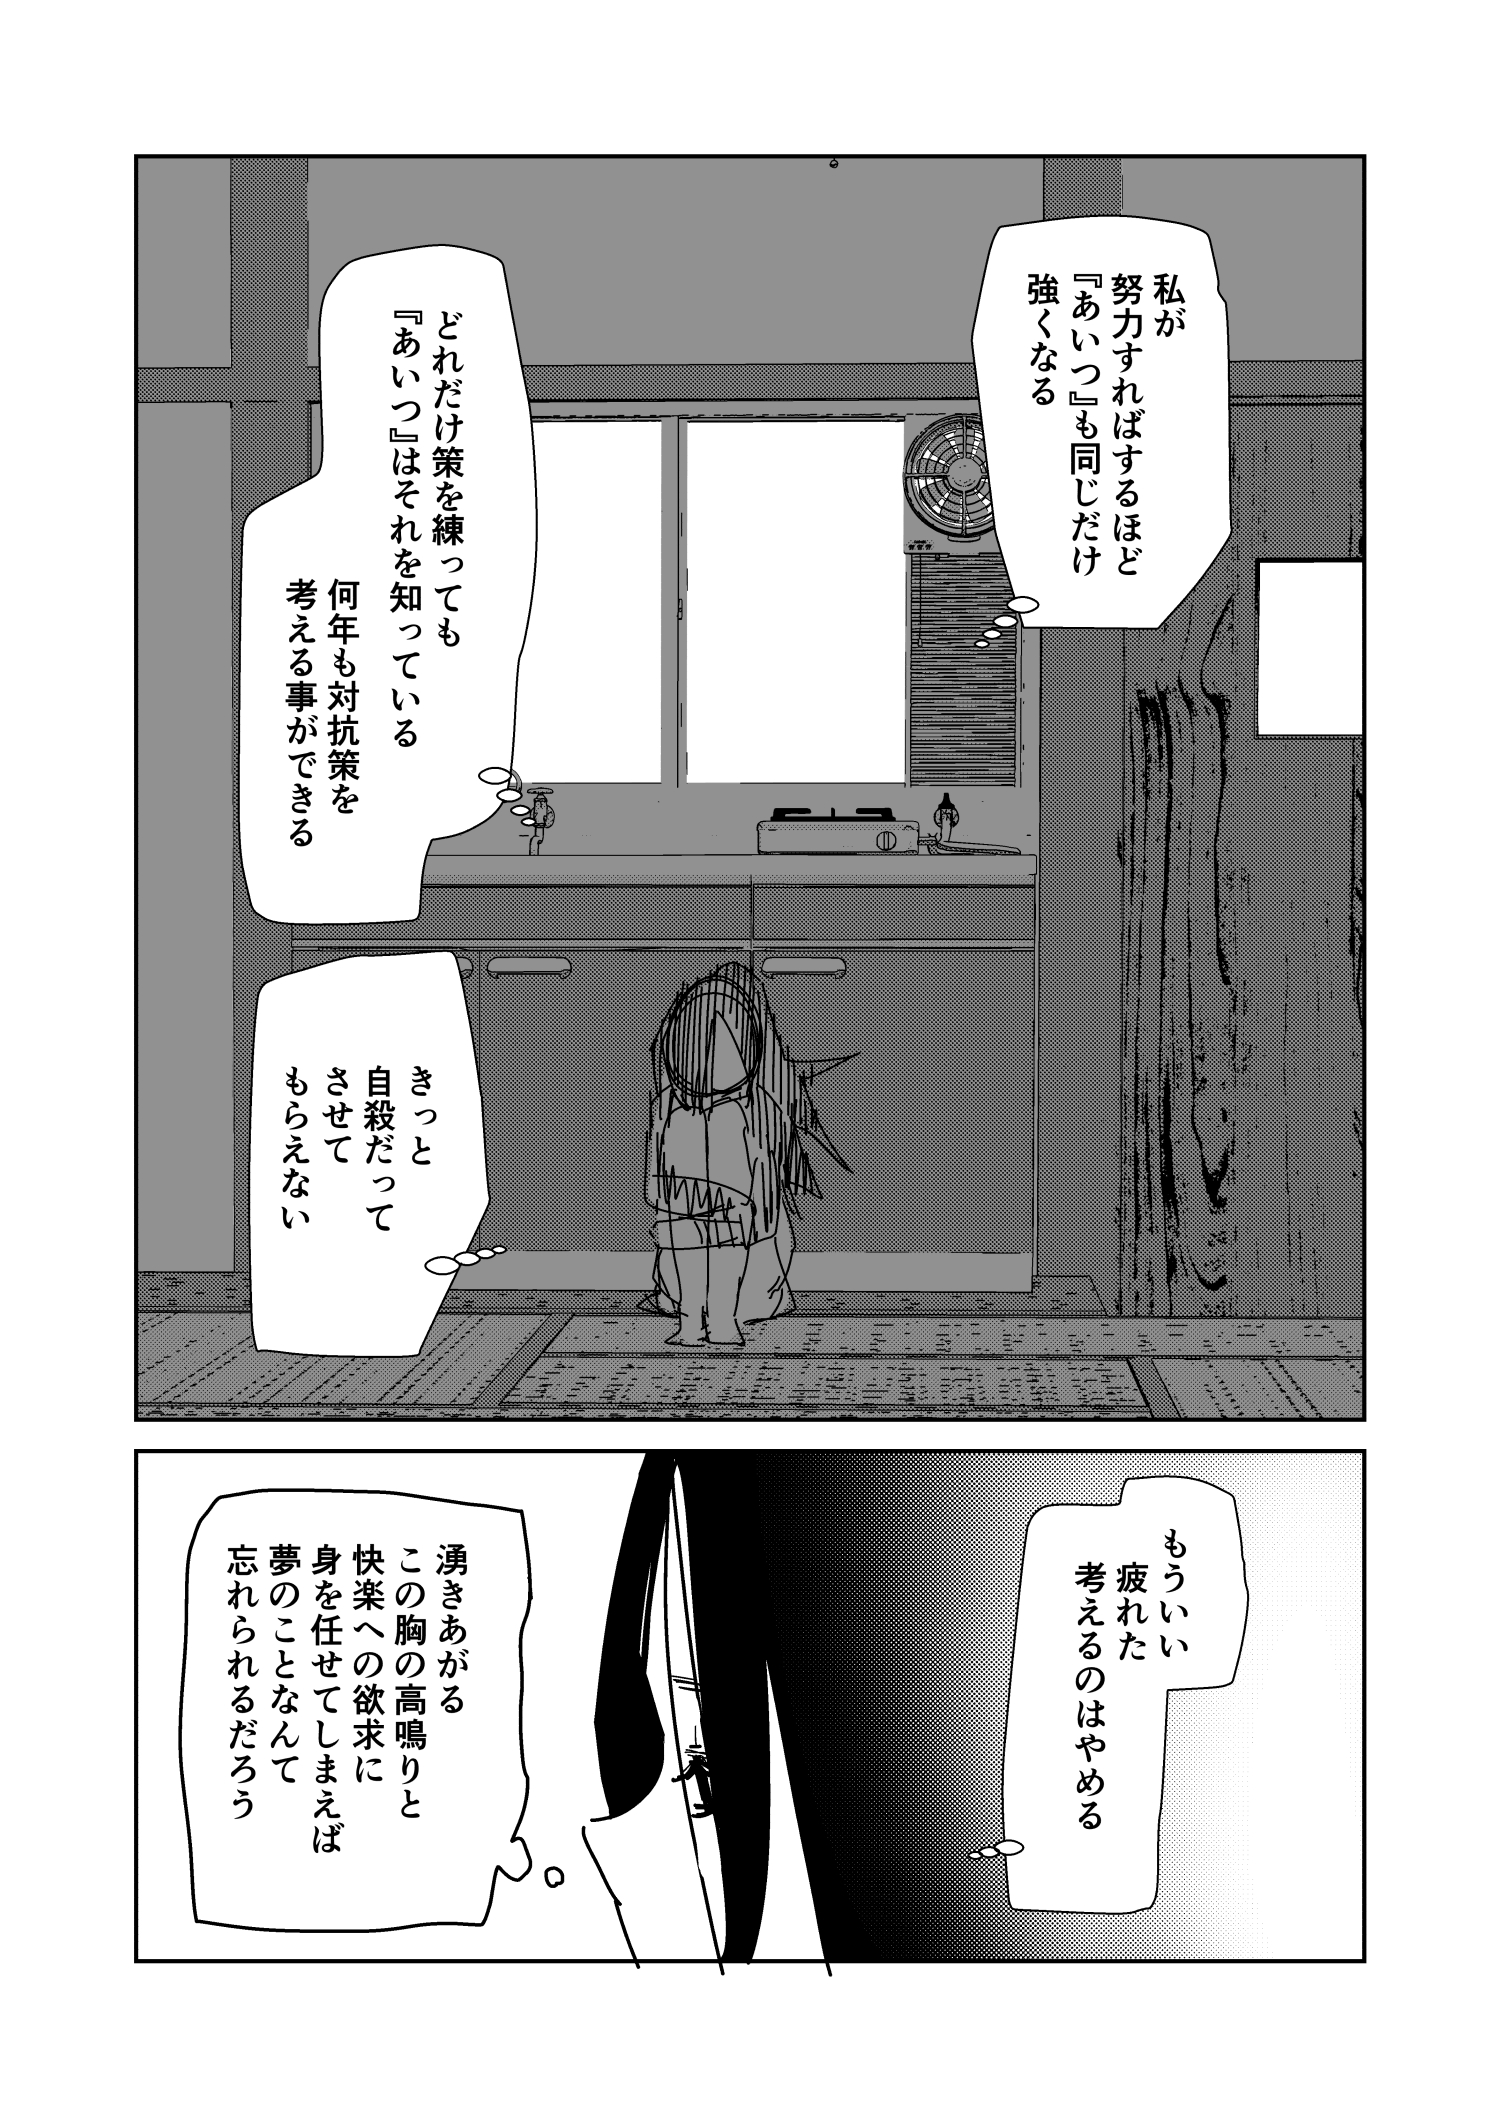 私が
努力すればするほど
『あいつ』も同じだけ
強くなる
どれだけ策を練っても
『あいつ』はそれを知っている
何年も対抗策を
考える事ができる
きっと
自殺だって
させて
もらえない
もういい
疲れた
考えるのはやめる
湧きあがる
この胸の高鳴りと
快楽への欲求に
身を任せてしまえば
夢のことなんて
忘れられるだろう